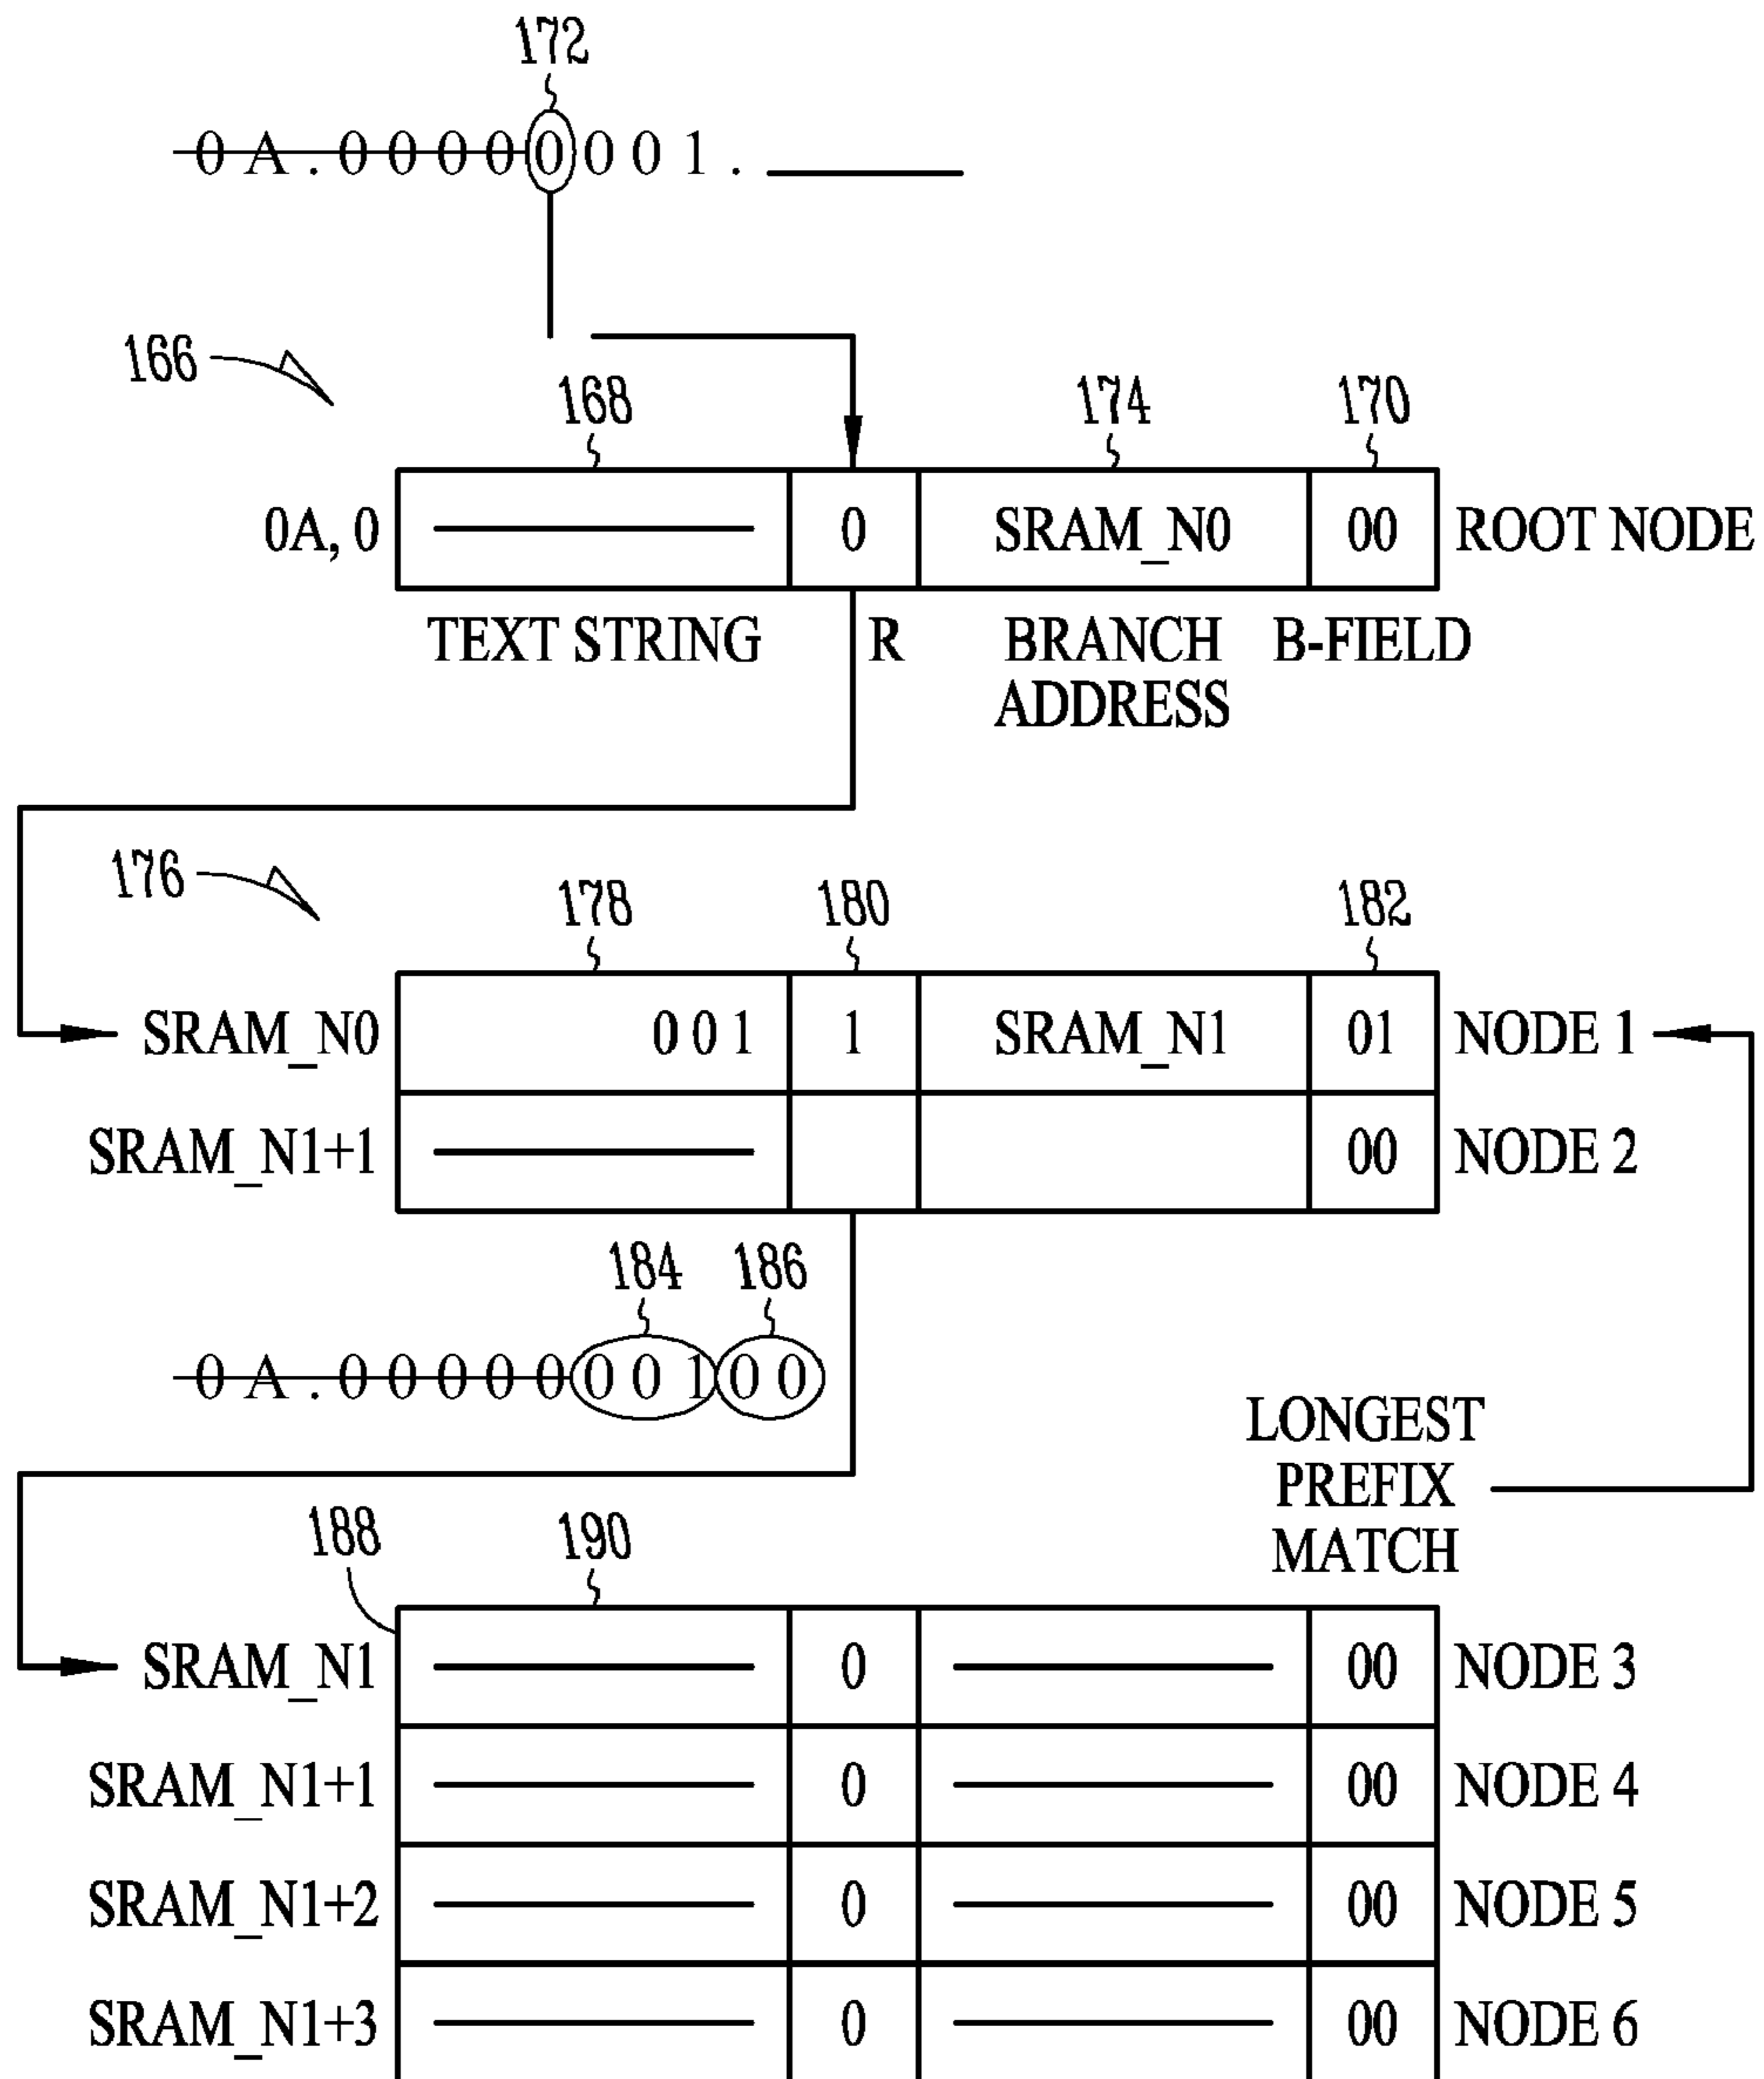 172
0 A . 0 0 0 0 0 0 0 1 .
166
168 174 170
0A, 0 0 SRAM_N0 00 ROOT NODE
TEXT STRING R BRANCH ADDRESS B-FIELD
176
178 180 182
SRAM_N0 0 0 1 1 SRAM_N1 01 NODE 1
SRAM_N1+1 00 NODE 2
184 186
0 A . 0 0 0 0 0 0 0 1 0 0
LONGEST
PREFIX
MATCH
188 190
SRAM_N1 0 00 NODE 3
SRAM_N1+1 0 00 NODE 4
SRAM_N1+2 0 00 NODE 5
SRAM_N1+3 0 00 NODE 6